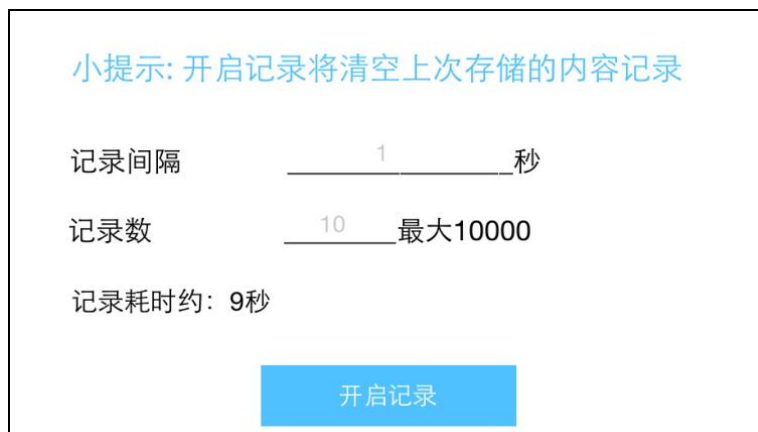 小提示: 开启记录将清空上次存储的内容记录
记录间隔 1 秒
记录数 10 最大10000
记录耗时约：9秒
开启记录